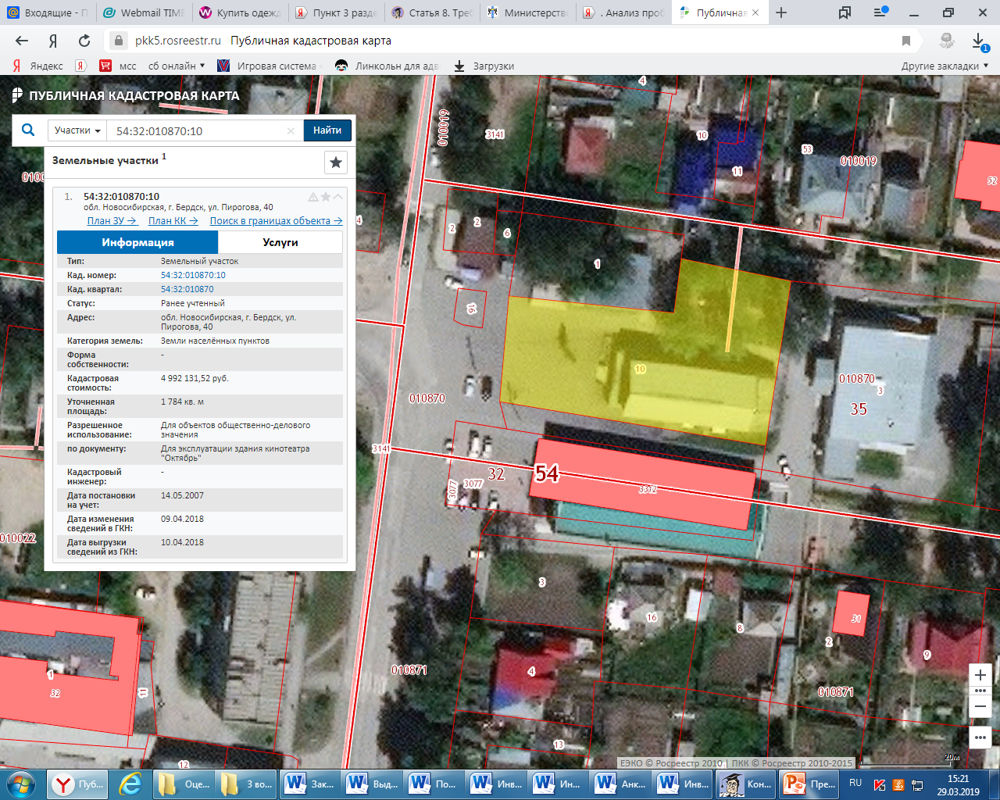 Входящие - П
Webmail TIME
Купить одежд
Пункт 3 разде
Статья 8. Треб
Министерство
. Анализ проб
Публичная
pkk5.rosreestr.ru Публичная кадастровая карта
Яндекс
мсс
сб онлайн
Игровая система
Линкольн для адв
Загрузки
Другие закладки
ПУБЛИЧНАЯ КАДАСТРОВАЯ КАРТА
Участки
54:32:010870:10
Найти
Земельные участки 1
1. 54:32:010870:10
обл. Новосибирская, г. Бердск, ул. Пирогова, 40
План ЗУ → План КК → Поиск в границах объекта →
Информация Услуги
Тип: Земельный участок
Кад. номер: 54:32:010870:10
Кад. квартал: 54:32:010870
Статус: Ранее учтенный
Адрес: обл. Новосибирская, г. Бердск, ул.
Пирогова, 40
Категория земель: Земли населённых пунктов
Форма -
собственности:
Кадастровая 4 992 131,52 руб.
стоимость:
Уточненная 1 784 кв. м
площадь:
Разрешенное Для объектов общественно-делового
использование: значения
по документу: Для эксплуатации здания кинотеатра
"Октябрь"
Кадастровый -
инженер:
Дата постановки 14.05.2007
на учет:
Дата изменения 09.04.2018
сведений в ГКН:
Дата выгрузки 10.04.2018
сведений из ГКН:
4
010019
3141
10
11
53
010019
52
4
2
2
6
1
16
10
010870
010870
3
35
3141
32
54
3312
3077
3077
010022
3
16
8
31
2
9
4
010871
010871
1
32
11
12
13
ЕЭКО © Росреестр 2010 | ПКК © Росреестр 2010-2015
20м
Пуб...
Оце...
3 во...
Зак...
Выд...
По...
Инв...
Ин...
Анк...
Инв...
Кон...
Пре...
RU
15:21
29.03.2019